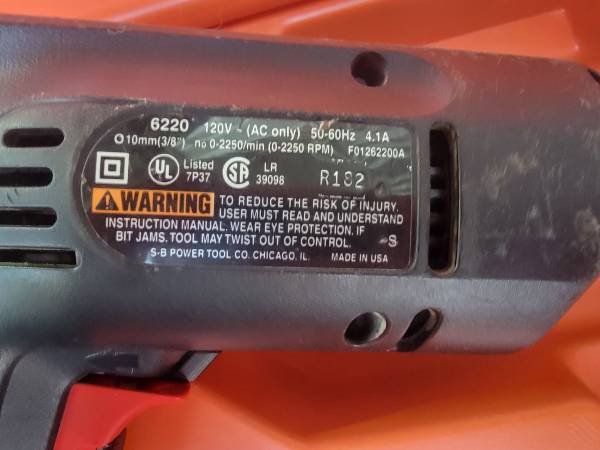 6220 120V ~ (AC only) 50-60Hz 4.1A
10mm(3/8") no 0-2250/min (0-2250 RPM) F01262200A
UL Listed 7P37 SA LR 39098 R182
WARNING TO REDUCE THE RISK OF INJURY,
USER MUST READ AND UNDERSTAND
INSTRUCTION MANUAL. WEAR EYE PROTECTION. IF
BIT JAMS. TOOL MAY TWIST OUT OF CONTROL. -S
S-B POWER TOOL CO. CHICAGO, IL. MADE IN USA